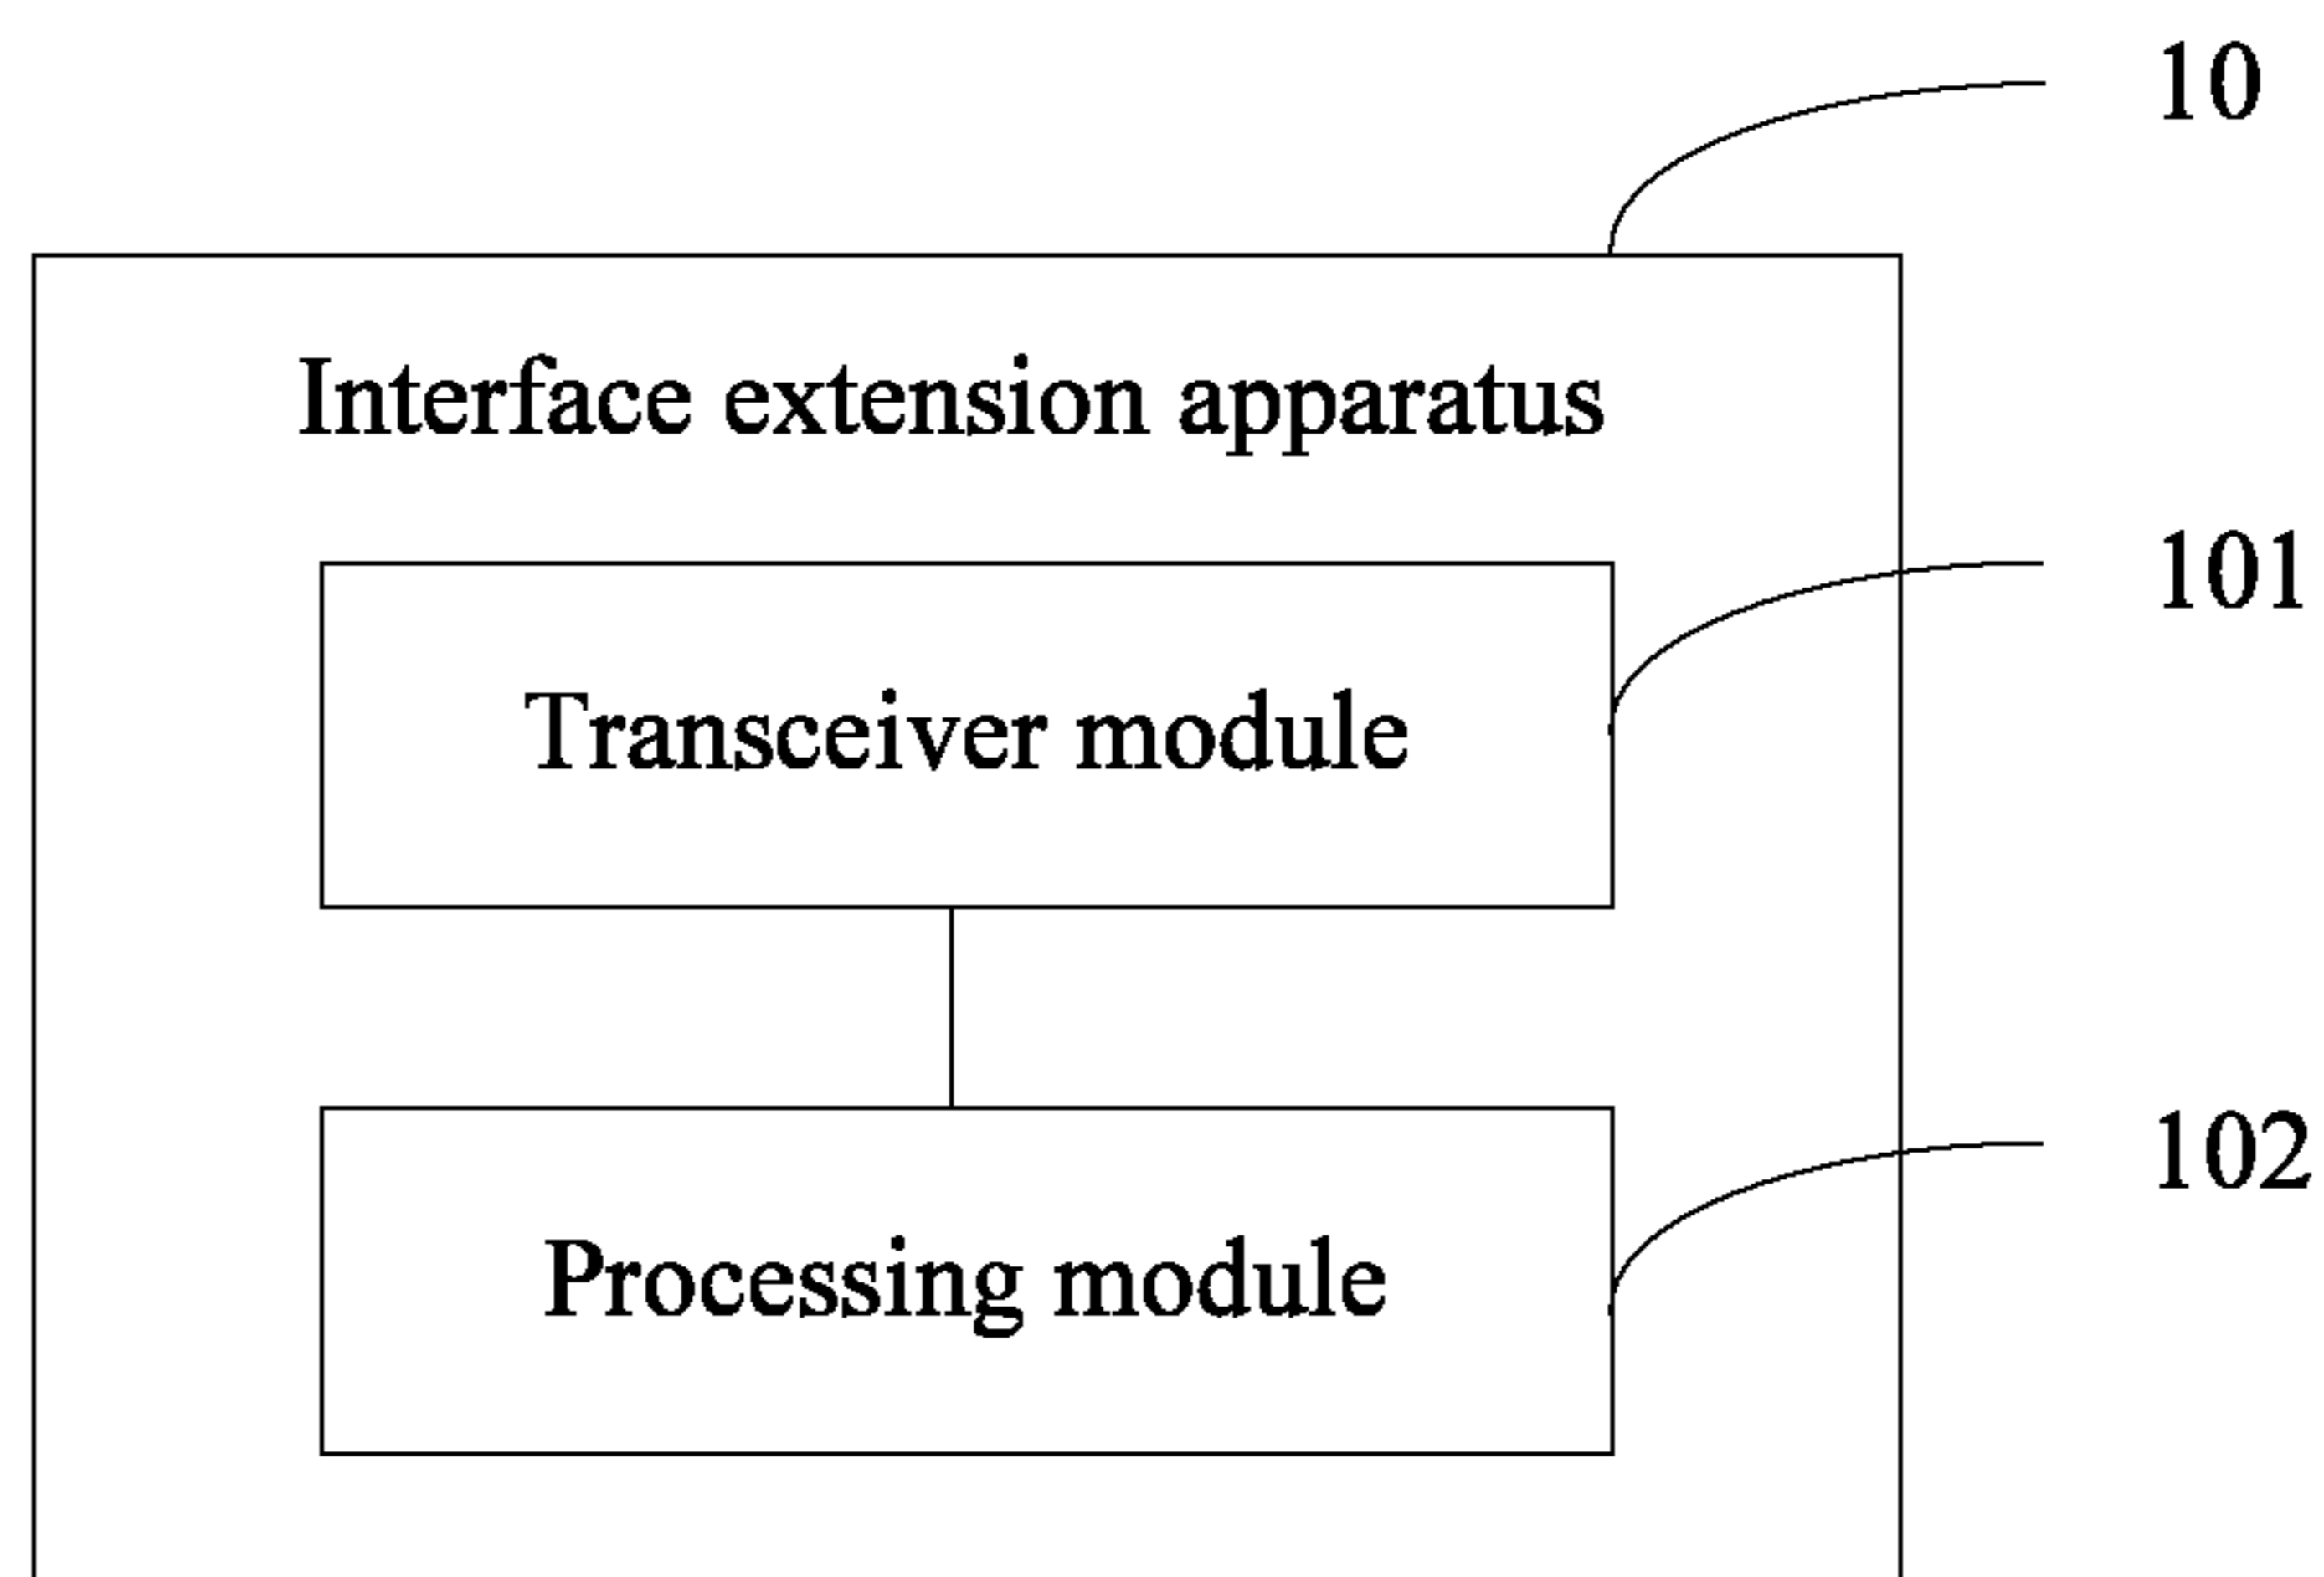 10
Interface extension apparatus
101
Transceiver module
102
Processing module